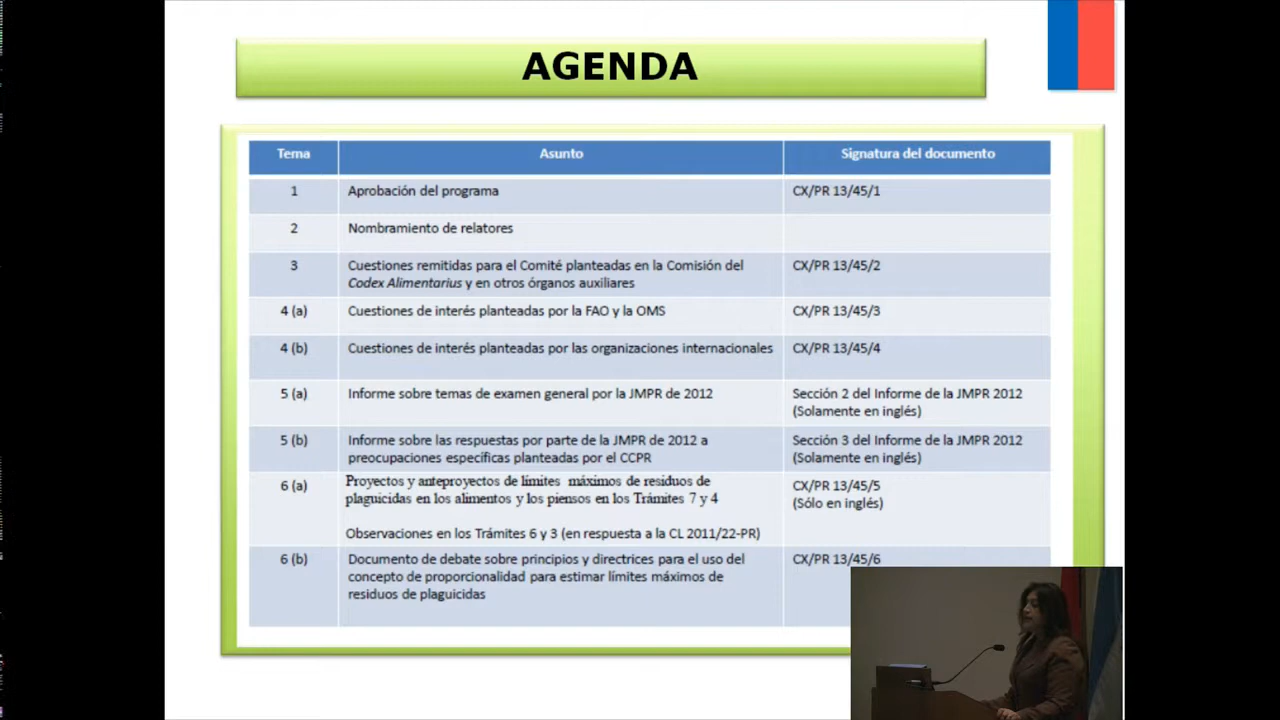 AGENDA
Tema Asunto Signatura del documento
1 Aprobación del programa CX/PR 13/45/1
2 Nombramiento de relatores
3 Cuestiones remitidas para el Comité planteadas en la Comisión del CX/PR 13/45/2
Codex Alimentarius y en otros órganos auxiliares
4 (a) Cuestiones de interés planteadas por la FAO y la OMS CX/PR 13/45/3
4 (b) Cuestiones de interés planteadas por las organizaciones internacionales CX/PR 13/45/4
5 (a) Informe sobre temas de examen general por la JMPR de 2012 Sección 2 del Informe de la JMPR 2012
(Solamente en inglés)
5 (b) Informe sobre las respuestas por parte de la JMPR de 2012 a Sección 3 del Informe de la JMPR 2012
preocupaciones específicas planteadas por el CCPR (Solamente en inglés)
6 (a) Proyectos y anteproyectos de límites máximos de residuos de CX/PR 13/45/5
plaguicidas en los alimentos y los piensos en los Trámites 7 y 4 (Sólo en inglés)
Observaciones en los Trámites 6 y 3 (en respuesta a la CL 2011/22-PR)
6 (b) Documento de debate sobre principios y directrices para el uso del CX/PR 13/45/6
concepto de proporcionalidad para estimar límites máximos de
residuos de plaguicidas